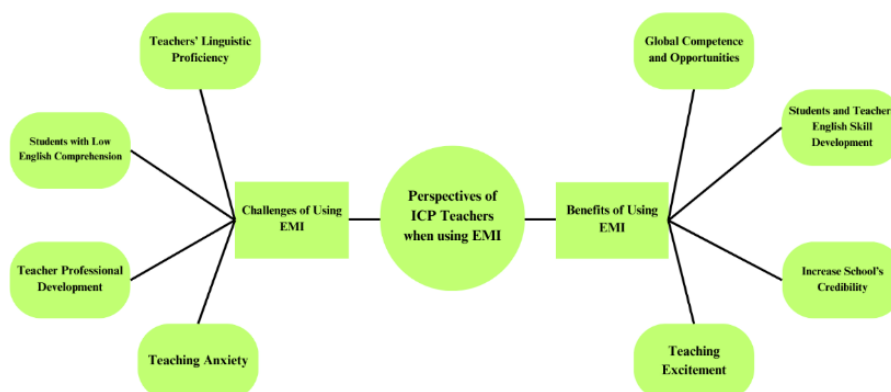 Teachers' Linguistic
Proficiency
Students with Low
English Comprehension
Teacher Professional
Development
Teaching Anxiety
Challenges of Using
EMI
Perspectives of
ICP Teachers
when using EMI
Benefits of Using
EMI
Global Competence
and Opportunities
Students and Teacher
English Skill
Development
Increase School's
Credibility
Teaching
Excitement